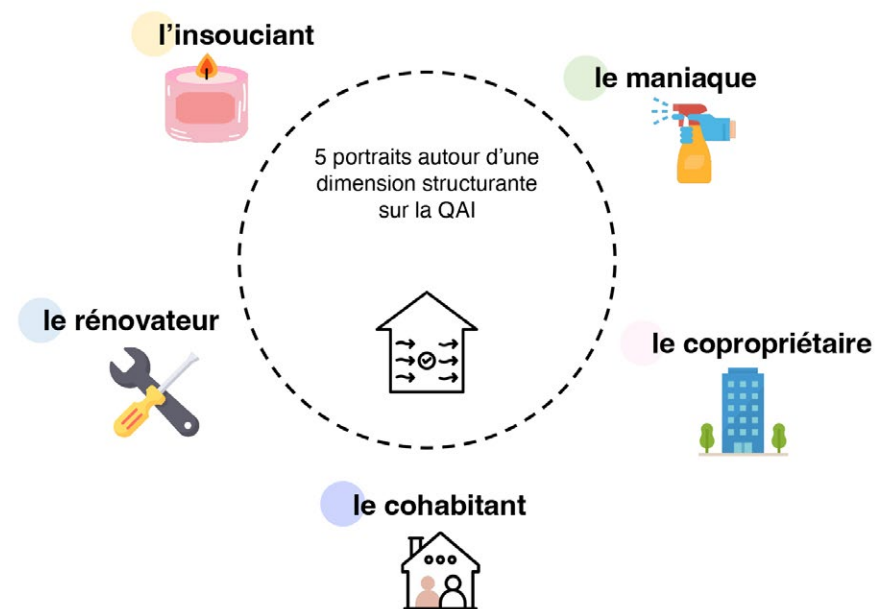 l'insouciant
le maniaque
5 portraits autour d'une
dimension structurante
sur la QAI
le rénovateur
le copropriétaire
le cohabitant